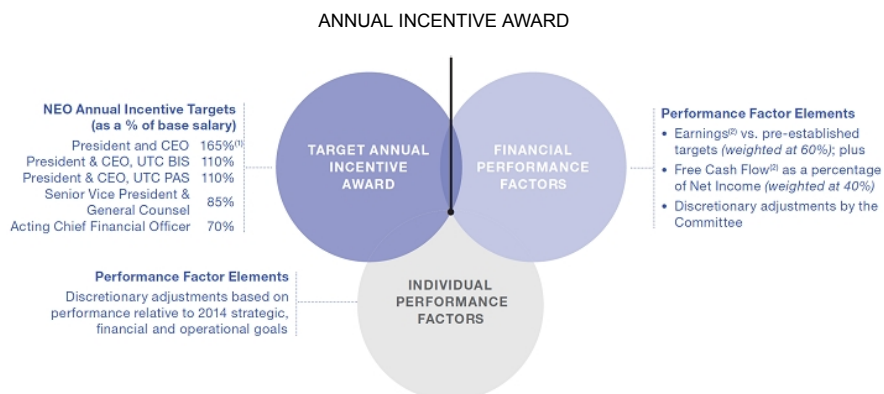 ANNUAL INCENTIVE AWARD
NEO Annual Incentive Targets
(as a % of base salary)
President and CEO 165%(1)
President & CEO, UTC BIS 110%
President & CEO, UTC PAS 110%
Senior Vice President &
General Counsel 85%
Acting Chief Financial Officer 70%
TARGET ANNUAL
INCENTIVE
AWARD
FINANCIAL
PERFORMANCE
FACTORS
Performance Factor Elements
• Earnings(2) vs. pre-established
targets (weighted at 60%); plus
• Free Cash Flow(2) as a percentage
of Net Income (weighted at 40%)
• Discretionary adjustments by the
Committee
Performance Factor Elements
Discretionary adjustments based on
performance relative to 2014 strategic,
financial and operational goals
INDIVIDUAL
PERFORMANCE
FACTORS